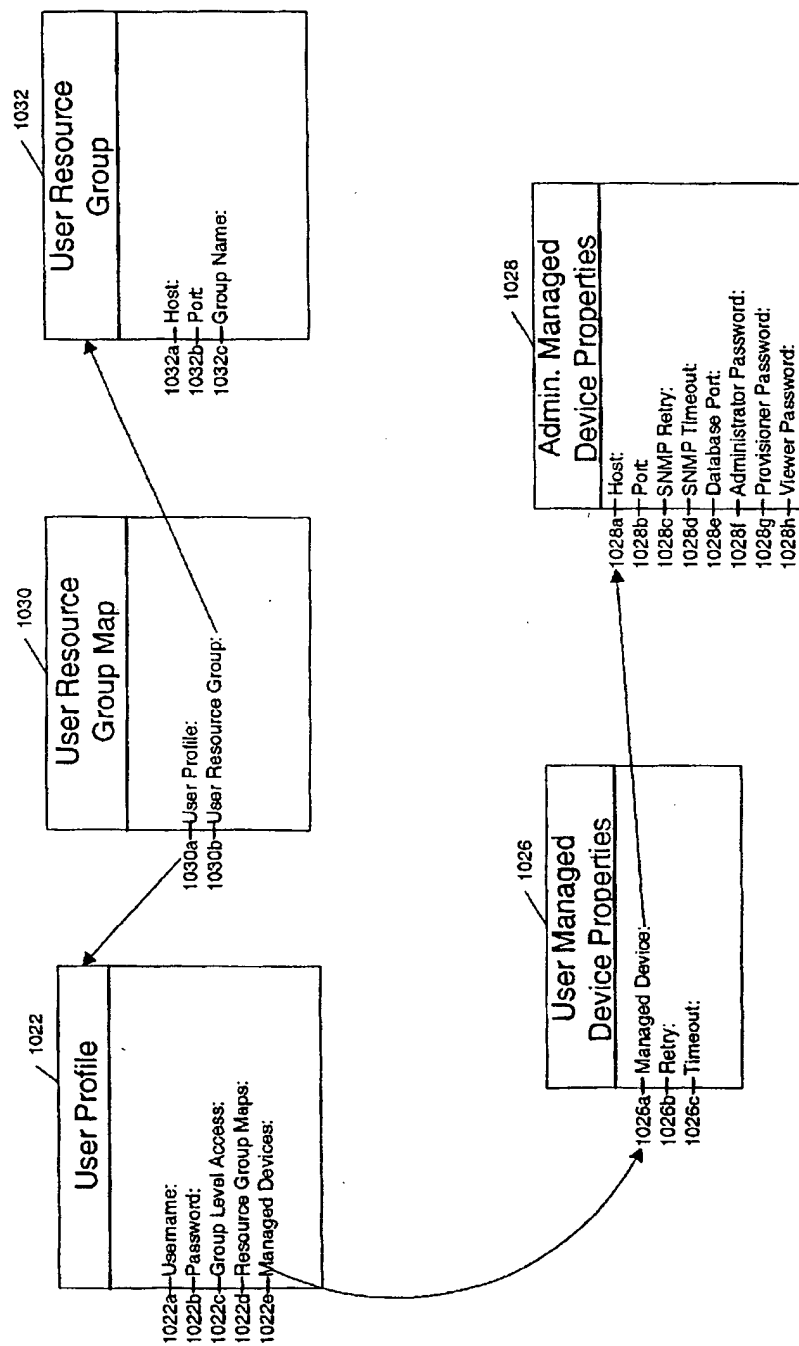 1022
User Profile
1022a Username:
1022b Password:
1022c Group Level Access:
1022d Resource Group Maps:
1022e Managed Devices:
1030
User Resource
Group Map
1030a User Profile:
1030b User Resource Group:
1032
User Resource
Group
1032a Host:
1032b Port:
1032c Group Name:
1026
User Managed
Device Properties
1026a Managed Device:
1026b Retry:
1026c Timeout:
1028
Admin. Managed
Device Properties
1028a Host:
1028b Port:
1028c SNMP Retry:
1028d SNMP Timeout:
1028e Database Port:
1028f Administrator Password:
1028g Provisioner Password:
1028h Viewer Password: